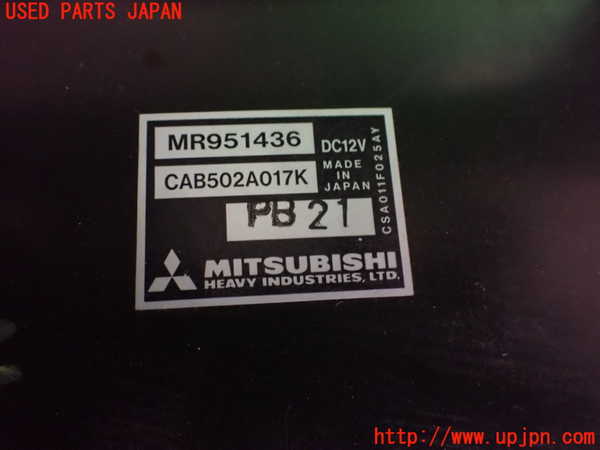 USED PARTS JAPAN
MR951436
DC12V
CAB502A017K
MADE
IN
JAPAN
PB 21
CSA011F025AY
MITSUBISHI
HEAVY INDUSTRIES, LTD.
http://www.upjpn.com